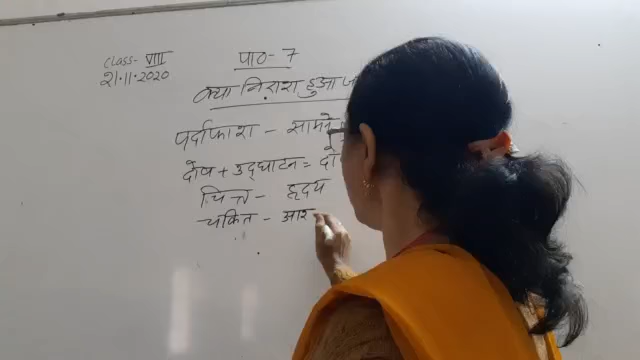 CLASS- VIII
21.11.2020
पाठ- 7
क्या निराश हुआ
पर्दाफाश - सामने
दोष + उद्घाटन = दो
चित्त - हृदय
चकित - आश